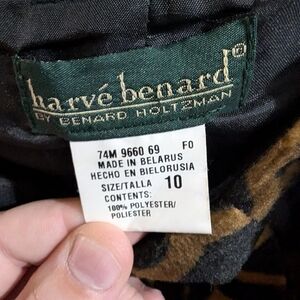 harvé benard®
BY BENARD HOLTZMAN
74M 9660 69 F0
MADE IN BELARUS
HECHO EN BIELORUSIA
SIZE/TALLA 10
CONTENTS:
100% POLYESTER/
POLIESTER